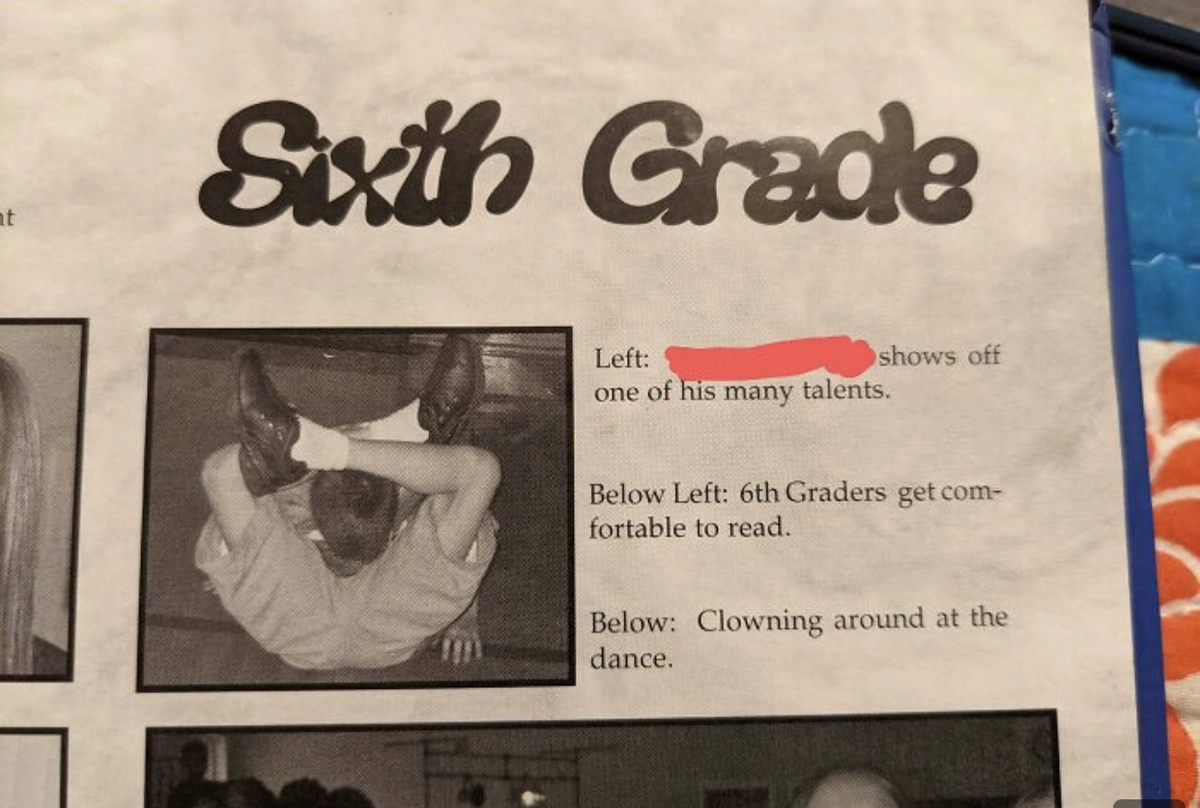 Sixth Grade
nt
Left: shows off
one of his many talents.
Below Left: 6th Graders get com-
fortable to read.
Below: Clowning around at the
dance.